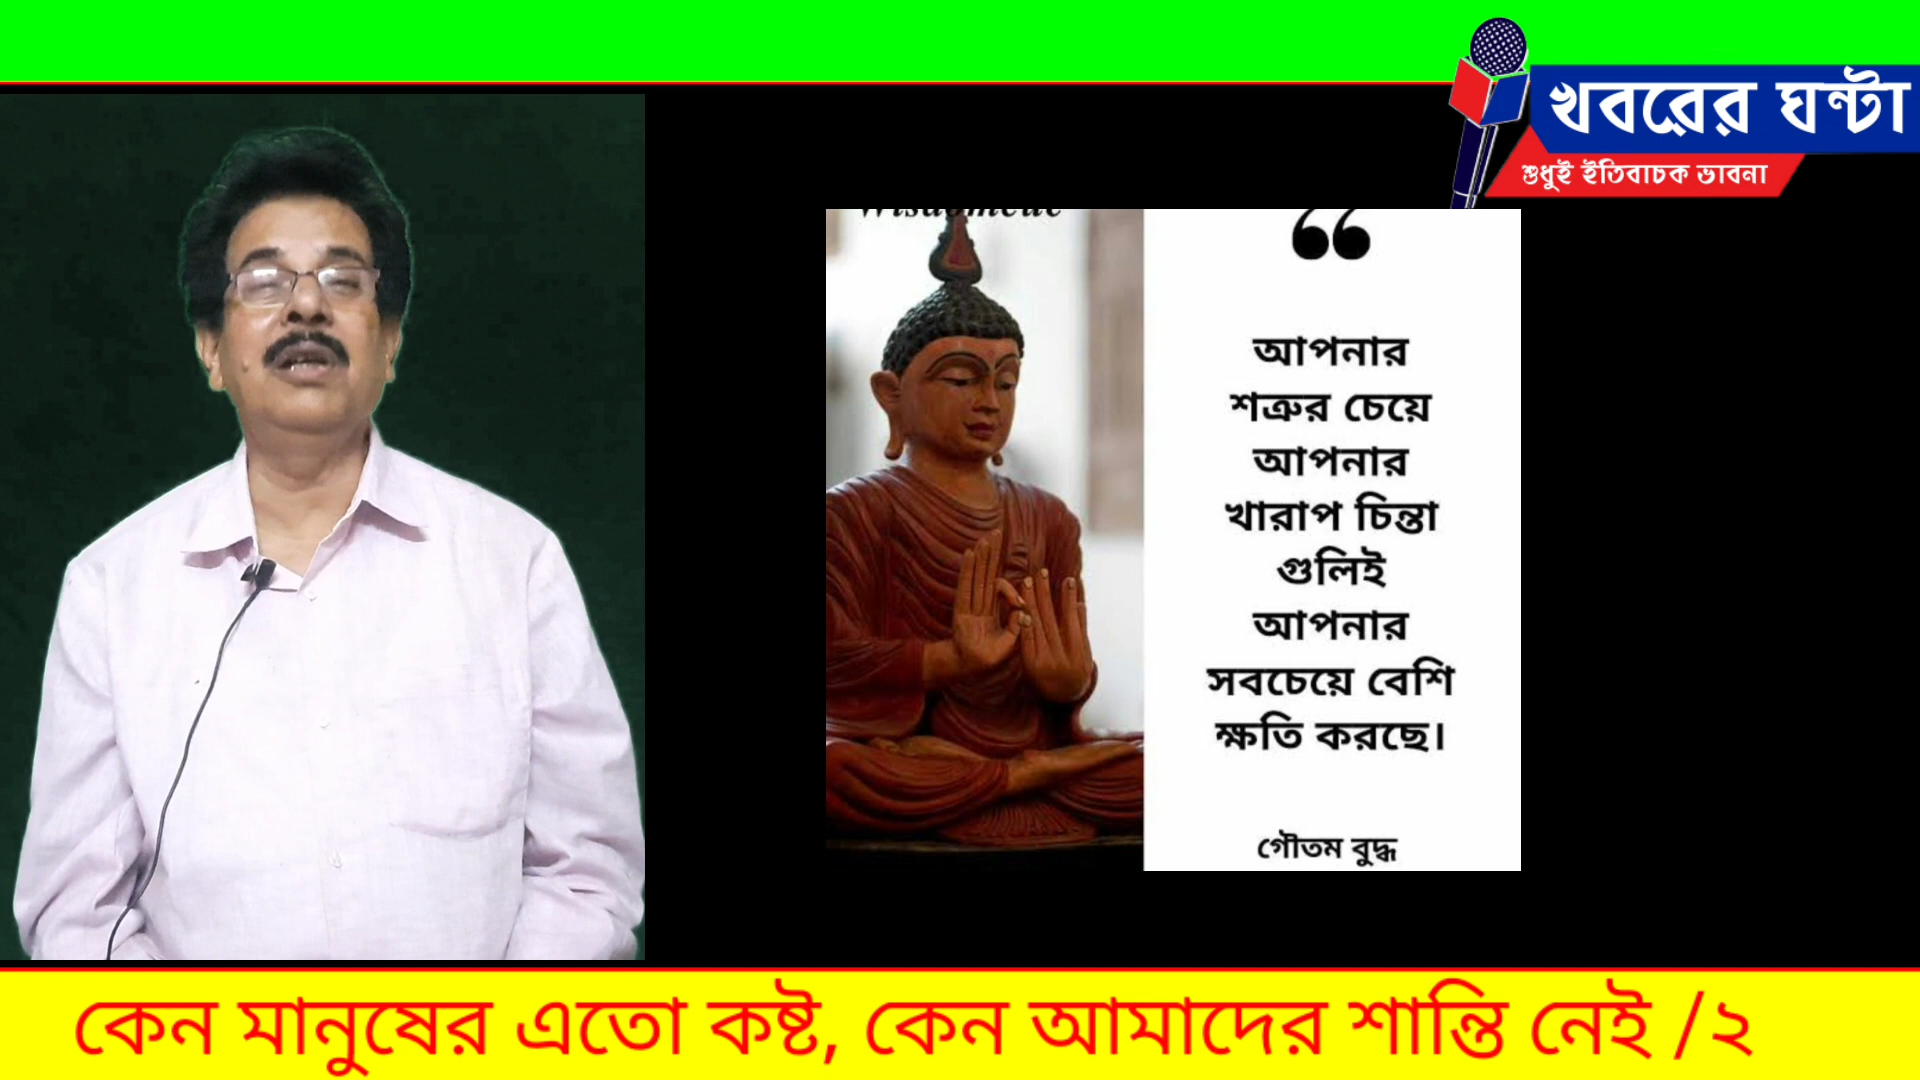 খবরের ঘন্টা
শুধুই ইতিবাচক ভাবনা
আপনার
শত্রুর চেয়ে
আপনার
খারাপ চিন্তা
গুলিই
আপনার
সবচেয়ে বেশি
ক্ষতি করছে।
গৌতম বুদ্ধ
কেন মানুষের এতো কষ্ট, কেন আমাদের শান্তি নেই /২